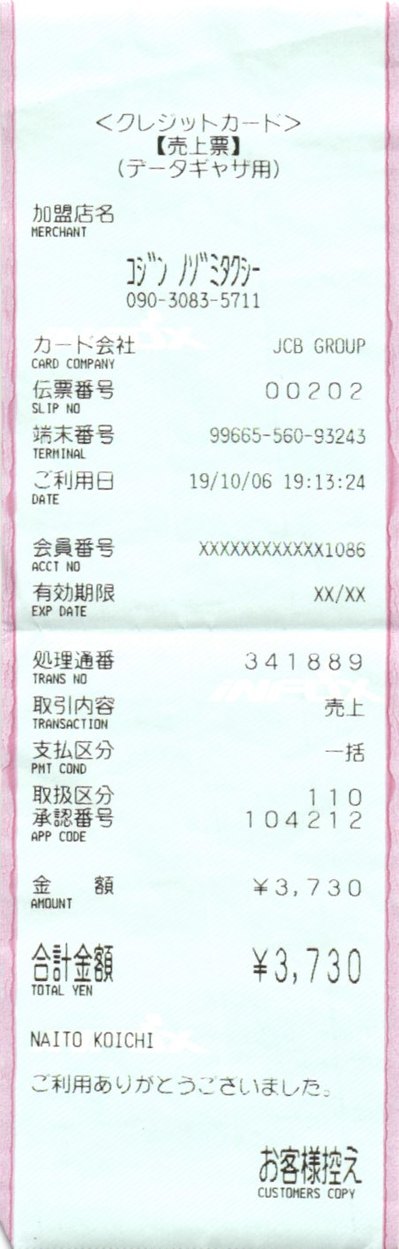 <クレジットカード>
【売上票】
(データギャザ用)
加盟店名
MERCHANT
コジン ノゾミタクシー
090-3083-5711
カード会社 JCB GROUP
CARD COMPANY
伝票番号 00202
SLIP NO
端末番号 99665-560-93243
TERMINAL
ご利用日 19/10/06 19:13:24
DATE
会員番号 XXXXXXXXXXXX1086
ACCT NO
有効期限 XX/XX
EXP DATE
処理通番 341889
TRANS NO
取引内容 売上
TRANSACTION
支払区分 一括
PMT COND
取扱区分 110
承認番号 104212
APP CODE
金 額 ¥3,730
AMOUNT
合計金額 ¥3,730
TOTAL YEN
NAITO KOICHI
ご利用ありがとうございました。
お客様控え
CUSTOMERS COPY